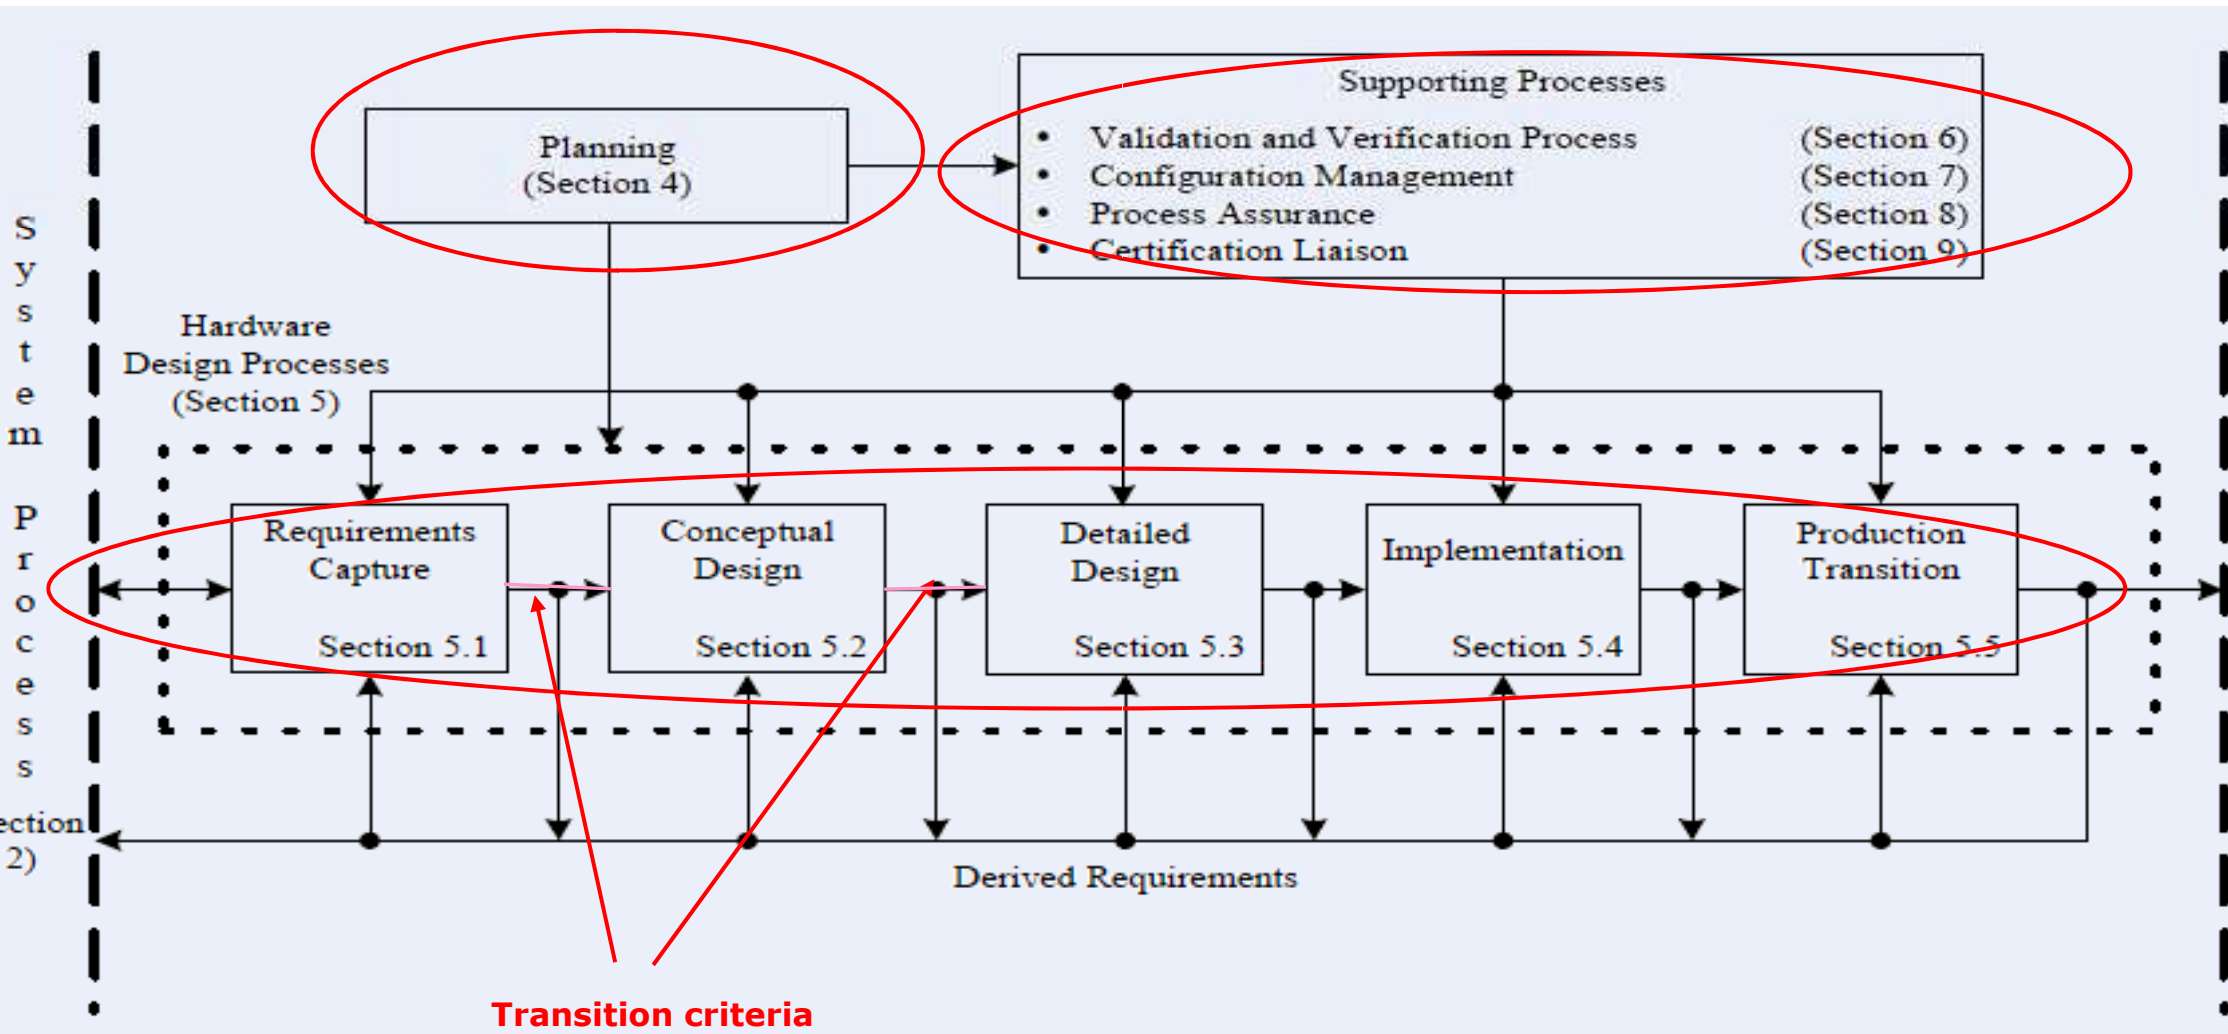 Supporting Processes
• Validation and Verification Process (Section 6)
• Configuration Management (Section 7)
• Process Assurance (Section 8)
• Certification Liaison (Section 9)
Planning
(Section 4)
System Process
2)
Hardware
Design Processes
(Section 5)
Requirements
Capture
Section 5.1
Conceptual
Design
Section 5.2
Detailed
Design
Section 5.3
Implementation
Section 5.4
Production
Transition
Section 5.5
Derived Requirements
Transition criteria